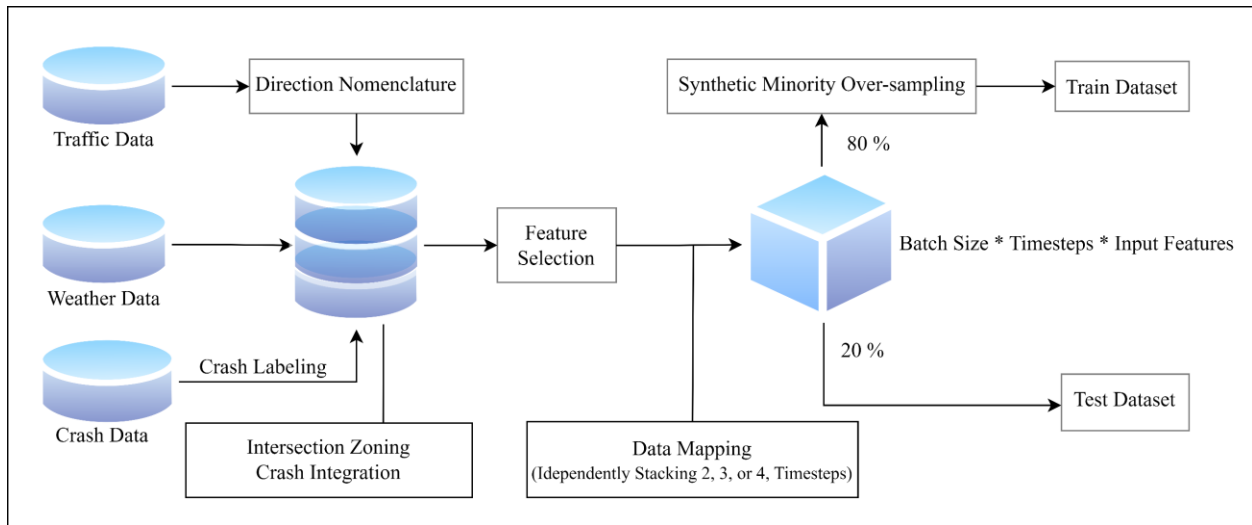 Traffic Data
Direction Nomenclature
Weather Data
Crash Data
Crash Labeling
Intersection Zoning
Crash Integration
Feature
Selection
Data Mapping
(Idependently Stacking 2, 3, or 4, Timesteps)
Synthetic Minority Over-sampling
Train Dataset
80 %
Batch Size * Timesteps * Input Features
20 %
Test Dataset